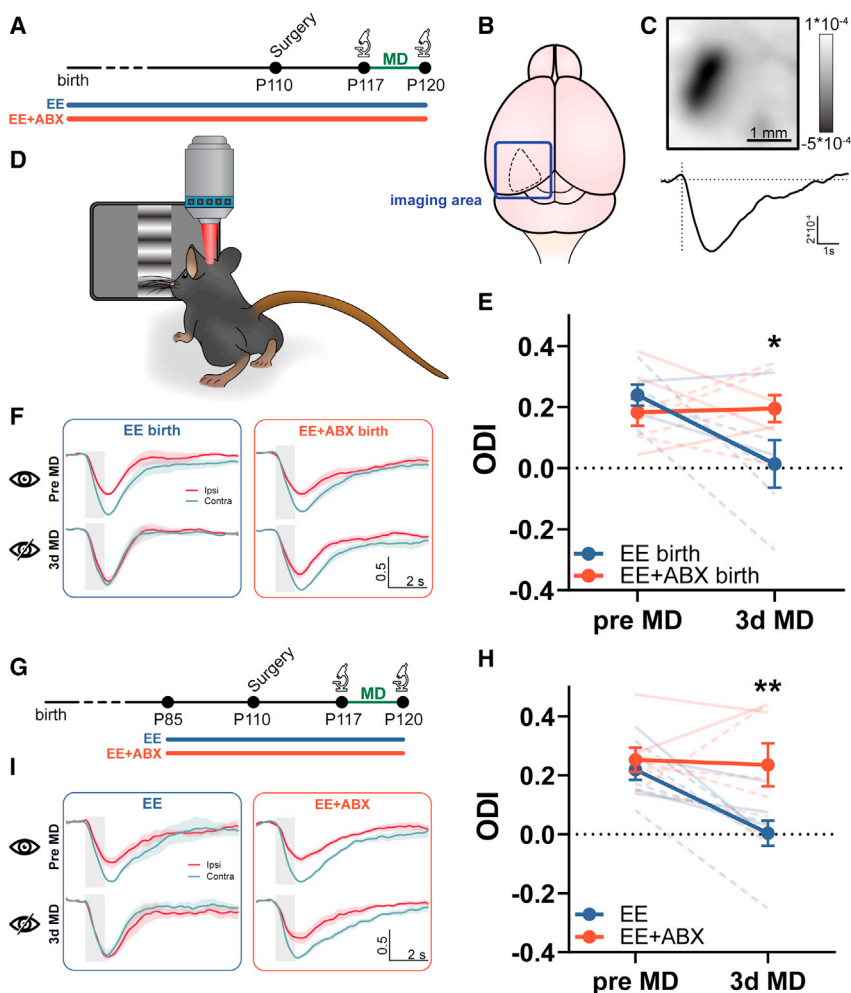 A
Surgery
MD
birth
P110
P117
P120
EE
EE+ABX
B
imaging area
C
1*10-4
-5*10-4
1 mm
2*10-4
1s
D
E
*
0.4
0.2
0.0
-0.2
-0.4
ODI
EE birth
EE+ABX birth
pre MD
3d MD
F
EE birth
EE+ABX birth
Pre MD
Ipsi
Contra
3d MD
0.5
2 s
G
Surgery
MD
birth
P85
P110
P117
P120
EE
EE+ABX
H
**
0.4
0.2
0.0
-0.2
-0.4
ODI
EE
EE+ABX
pre MD
3d MD
I
EE
EE+ABX
Pre MD
Ipsi
Contra
3d MD
0.5
2 s